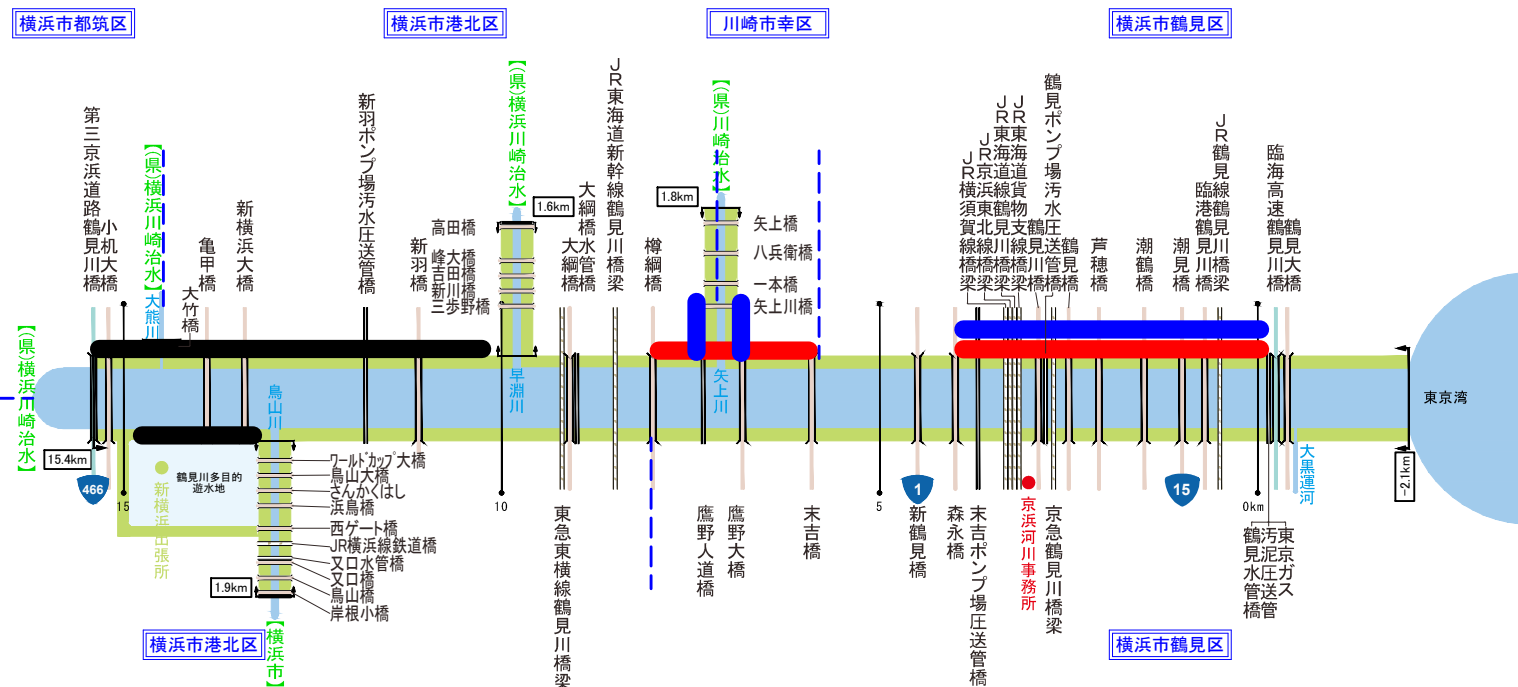 横浜市都筑区
横浜市港北区
川崎市幸区
横浜市鶴見区
第三京浜道路鶴見川橋
小机大橋
【(県)横浜川崎治水】
大熊川
大竹橋
亀甲橋
新横浜大橋
新羽ポンプ場汚水圧送管橋
新羽橋
【(県)横浜川崎治水】
1.6km
高田橋
峰大橋
吉田橋
新川橋
三歩野橋
早淵川
大綱橋
大綱橋水管橋
JR東海道新幹線鶴見川橋梁
樽綱橋
【(県)川崎治水】
1.8km
矢上橋
八兵衛橋
一本橋
矢上川橋
矢上川
JR横須賀線橋梁
JR京浜東北線橋梁
JR東海道線鶴見川橋梁
JR東海道貨物支線橋梁
鶴見川橋
鶴見ポンプ場汚水圧送管橋
鶴見橋
芦穂橋
潮鶴橋
潮見橋
臨港鶴見川橋
JR鶴見線鶴見川橋梁
臨海高速鶴見川橋
鶴見大橋
【(県)横浜川崎治水】
15.4km
466
15
10
5
0km
-2.1km
東京湾
鳥山川
鶴見川多目的
遊水地
新横浜出張所
ワールドカップ大橋
鳥山大橋
さんかくはし
浜鳥橋
西ゲート橋
JR横浜線鉄道橋
又口水管橋
又口橋
鳥山橋
岸根小橋
1.9km
【横浜市】
東急東横線鶴見川橋梁
鷹野人道橋
鷹野大橋
末吉橋
1
新鶴見橋
森永橋
末吉ポンプ場圧送管橋
京浜河川事務所
京急鶴見川橋梁
15
鶴見水管橋
汚泥圧送管
東京ガス
大黒運河
横浜市港北区
横浜市鶴見区